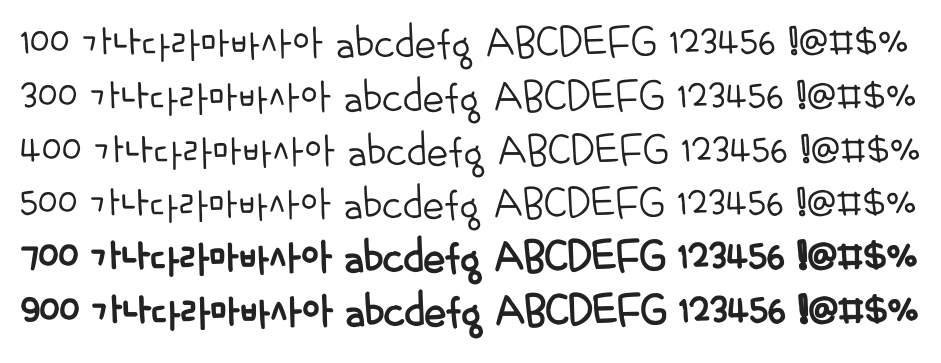 100 가나다라마바사아 abcdefg ABCDEFG 123456 !@#$%
300 가나다라마바사아 abcdefg ABCDEFG 123456 !@#$%
400 가나다라마바사아 abcdefg ABCDEFG 123456 !@#$%
500 가나다라마바사아 abcdefg ABCDEFG 123456 !@#$%
700 가나다라마바사아 abcdefg ABCDEFG 123456 !@#$%
900 가나다라마바사아 abcdefg ABCDEFG 123456 !@#$%